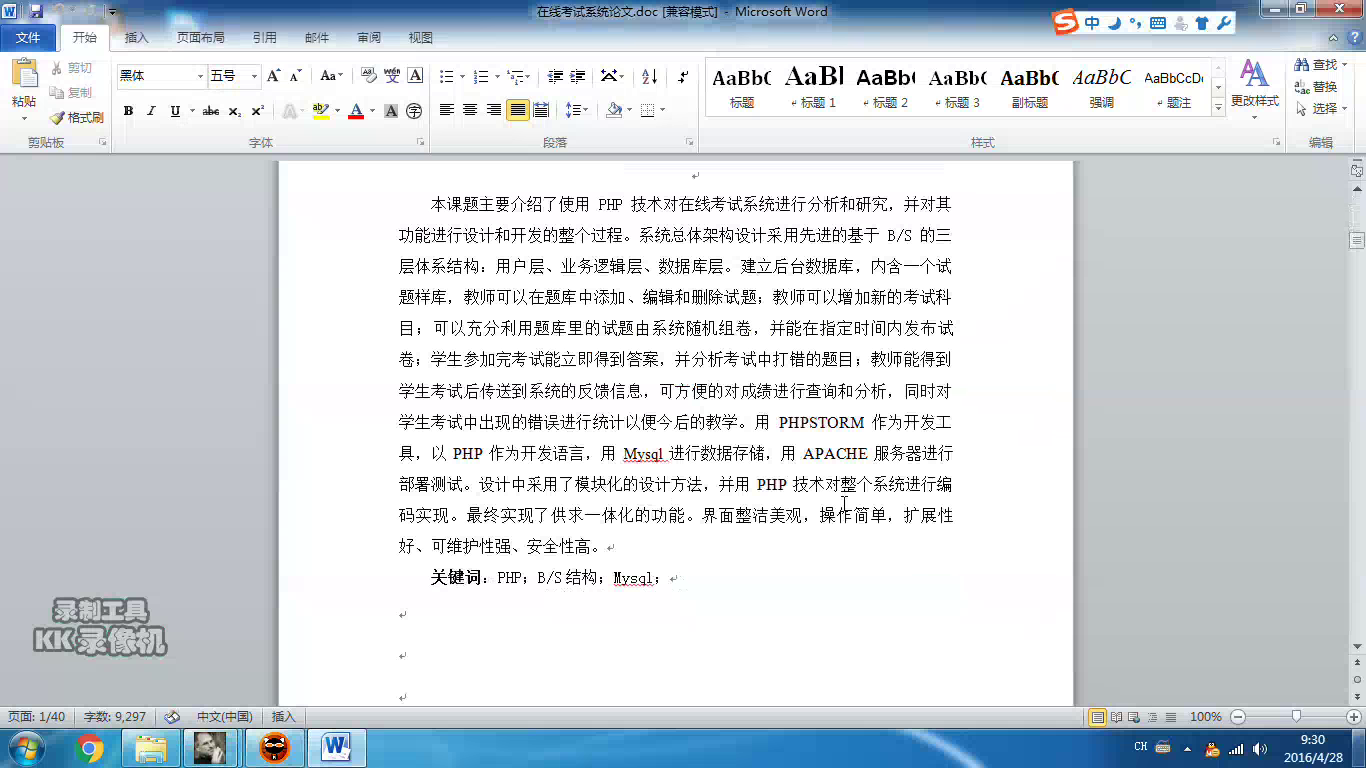 在线考试系统论文.doc [兼容模式] - Microsoft Word
中
文件 开始 插入 页面布局 引用 邮件 审阅 视图
粘贴 剪切 复制 格式刷
黑体 五号
AaBbC AaBl AaBb( AaBbC AaBbC AaBbC AaBbCcD
标题 标题 1 标题 2 标题 3 副标题 强调 题注
更改样式
查找 替换 选择
剪贴板 字体 段落 样式 编辑
本课题主要介绍了使用 PHP 技术对在线考试系统进行分析和研究，并对其
功能进行设计和开发的整个过程。系统总体架构设计采用先进的基于 B/S 的三
层体系结构：用户层、业务逻辑层、数据库层。建立后台数据库，内含一个试
题样库，教师可以在题库中添加、编辑和删除试题；教师可以增加新的考试科
目；可以充分利用题库里的试题由系统随机组卷，并能在指定时间内发布试
卷；学生参加完考试能立即得到答案，并分析考试中打错的题目；教师能得到
学生考试后传送到系统的反馈信息，可方便的对成绩进行查询和分析，同时对
学生考试中出现的错误进行统计以便今后的教学。用 PHPSTORM 作为开发工
具，以 PHP 作为开发语言，用 Mysql 进行数据存储，用 APACHE 服务器进行
部署测试。设计中采用了模块化的设计方法，并用 PHP 技术对整个系统进行编
码实现。最终实现了供求一体化的功能。界面整洁美观，操作简单，扩展性
好、可维护性强、安全性高。
关键词：PHP；B/S 结构；Mysql；
录制工具
KK 录像机
页面: 1/40 字数: 9,297 中文(中国) 插入 100%
CH 9:30
2016/4/28